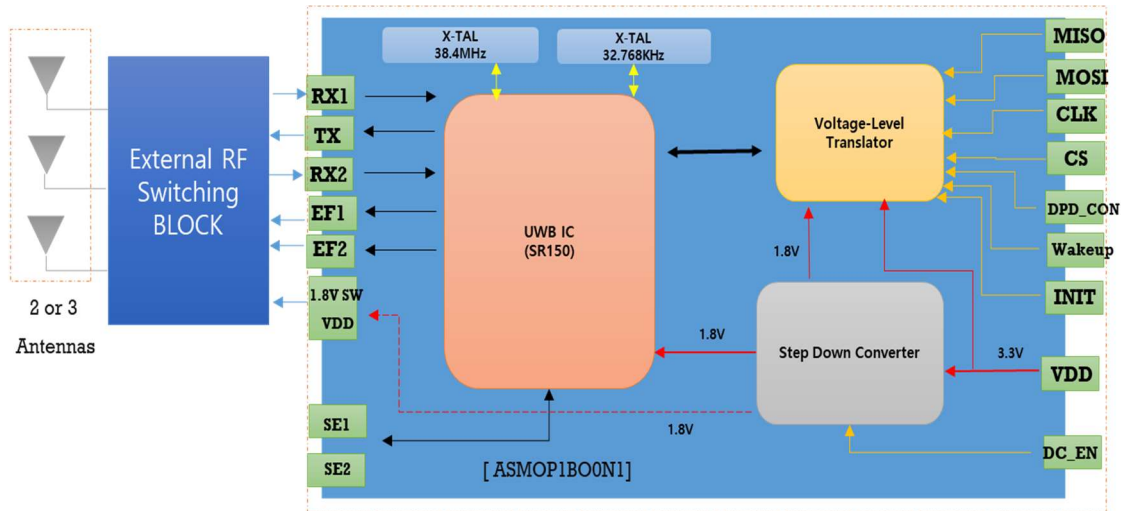 X-TAL
38.4MHz
X-TAL
32.768KHz
MISO
MOSI
CLK
CS
DPD_CON
Wakeup
INIT
VDD
DC_EN
RX1
TX
RX2
EF1
EF2
1.8V SW
VDD
SE1
SE2
External RF
Switching
BLOCK
2 or 3
Antennas
UWB IC
(SR150)
Voltage-Level
Translator
1.8V
Step Down Converter
1.8V
3.3V
1.8V
[ ASMOP1BO0N1]